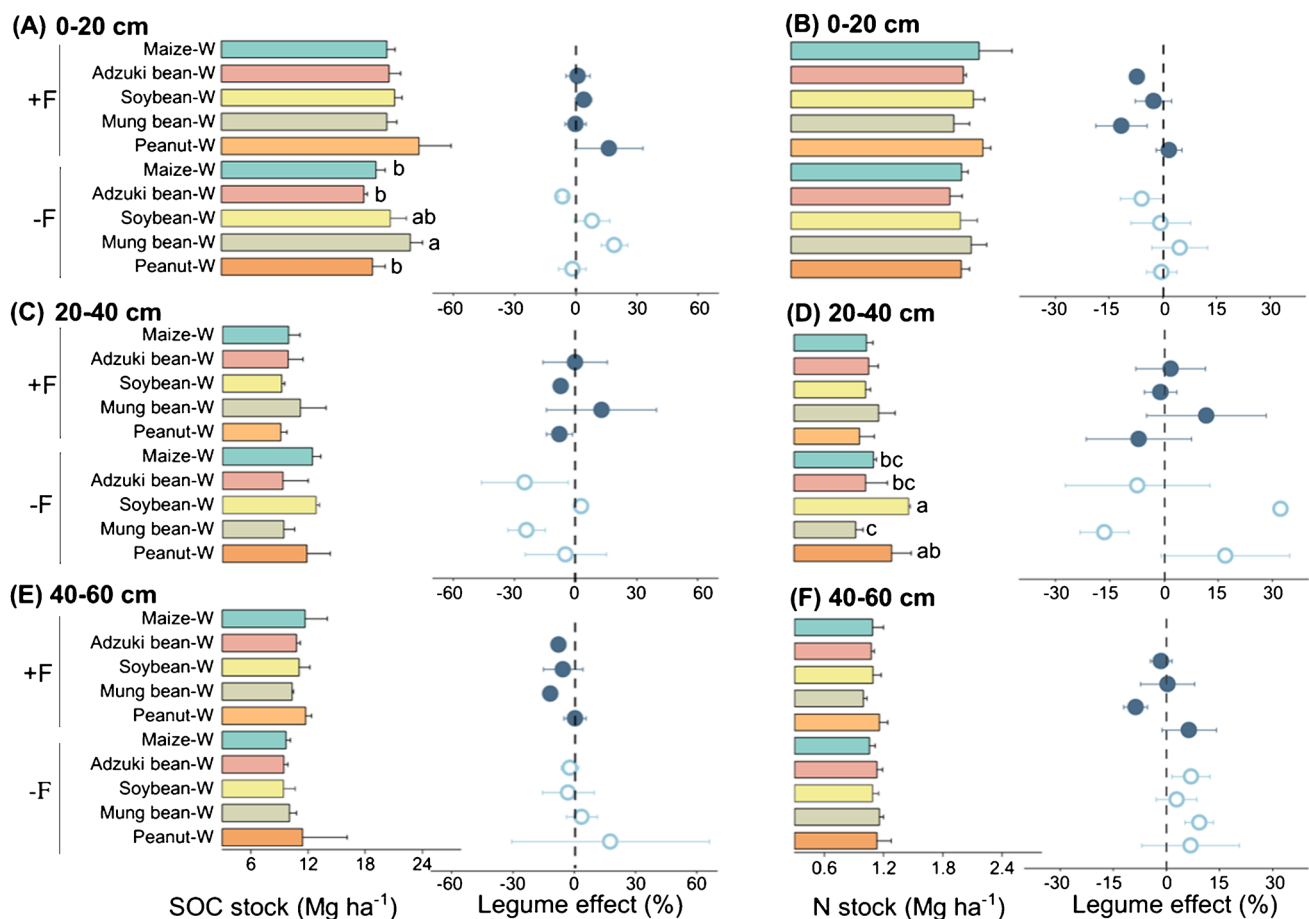 (A) 0-20 cm
(B) 0-20 cm
+F
Maize-W
Adzuki bean-W
Soybean-W
Mung bean-W
Peanut-W
-F
Maize-W b
Adzuki bean-W b
Soybean-W ab
Mung bean-W a
Peanut-W b
-60 -30 0 30 60
-30 -15 0 15 30
(C) 20-40 cm
(D) 20-40 cm
+F
Maize-W
Adzuki bean-W
Soybean-W
Mung bean-W
Peanut-W
-F
Maize-W bc
Adzuki bean-W bc
Soybean-W a
Mung bean-W c
Peanut-W ab
-60 -30 0 30 60
-30 -15 0 15 30
(E) 40-60 cm
(F) 40-60 cm
+F
Maize-W
Adzuki bean-W
Soybean-W
Mung bean-W
Peanut-W
-F
Maize-W
Adzuki bean-W
Soybean-W
Mung bean-W
Peanut-W
6 12 18 24
-60 -30 0 30 60
0.6 1.2 1.8 2.4
-30 -15 0 15 30
SOC stock (Mg ha⁻¹)
Legume effect (%)
N stock (Mg ha⁻¹)
Legume effect (%)